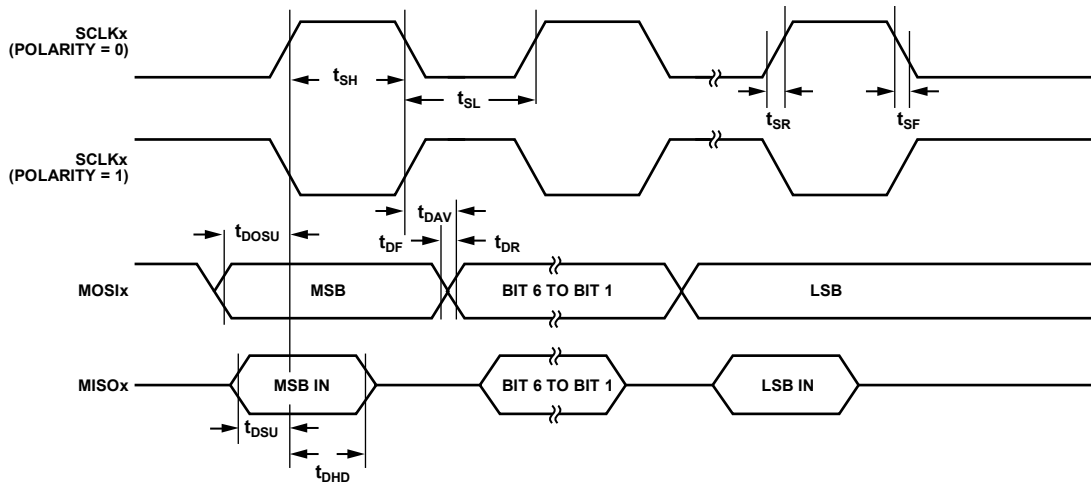 SCLKx
(POLARITY = 0)
tSH
tSL
tSR
tSF
SCLKx
(POLARITY = 1)
tDAV
tDOSU
tDF
tDR
MOSIx
MSB
BIT 6 TO BIT 1
LSB
MISOx
MSB IN
BIT 6 TO BIT 1
LSB IN
tDSU
tDHD